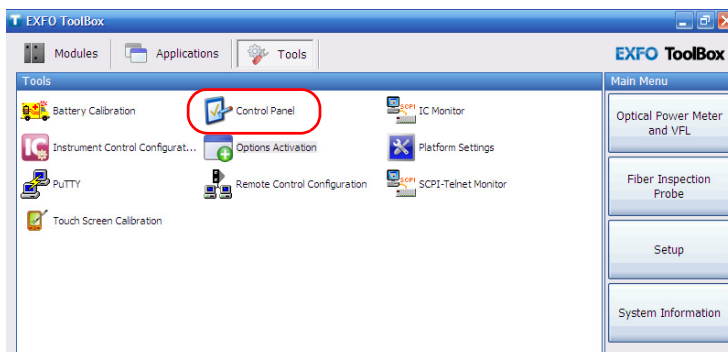 EXFO ToolBox
Modules Applications Tools EXFO ToolBox
Tools Main Menu
Battery Calibration Control Panel SCPI IC Monitor
Instrument Control Configurat... Options Activation Platform Settings
PuTTY Remote Control Configuration SCPI SCPI-Telnet Monitor
Touch Screen Calibration
Optical Power Meter
and VFL
Fiber Inspection
Probe
Setup
System Information